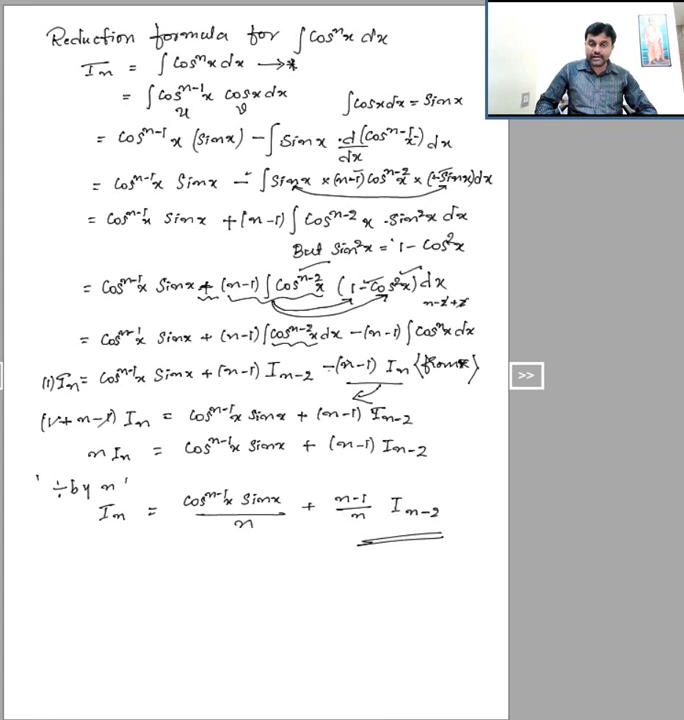 Reduction formula for ∫cosⁿx dx
Iₙ = ∫cosⁿx dx → *
= ∫cosⁿ⁻¹x cosx dx ∫cosx dx = sinx
u v
= cosⁿ⁻¹x (sinx) - ∫sinx · d/dx (cosⁿ⁻¹x) dx
= cosⁿ⁻¹x sinx - ∫sinx × (n-1) cosⁿ⁻²x × (-sinx) dx
= cosⁿ⁻¹x sinx + (n-1) ∫cosⁿ⁻²x · sin²x dx
But sin²x = 1 - cos²x
= cosⁿ⁻¹x sinx + (n-1) ∫cosⁿ⁻²x (1 - cos²x) dx
n-2+2
= cosⁿ⁻¹x sinx + (n-1) ∫cosⁿ⁻²x dx - (n-1) ∫cosⁿx dx
(1) Iₙ = cosⁿ⁻¹x sinx + (n-1) Iₙ₋₂ - (n-1) Iₙ (from *)
(1+n-1) Iₙ = cosⁿ⁻¹x sinx + (n-1) Iₙ₋₂
n Iₙ = cosⁿ⁻¹x sinx + (n-1) Iₙ₋₂
' ÷ by n '
Iₙ = cosⁿ⁻¹x sinx / n + n-1 / n Iₙ₋₂
>>